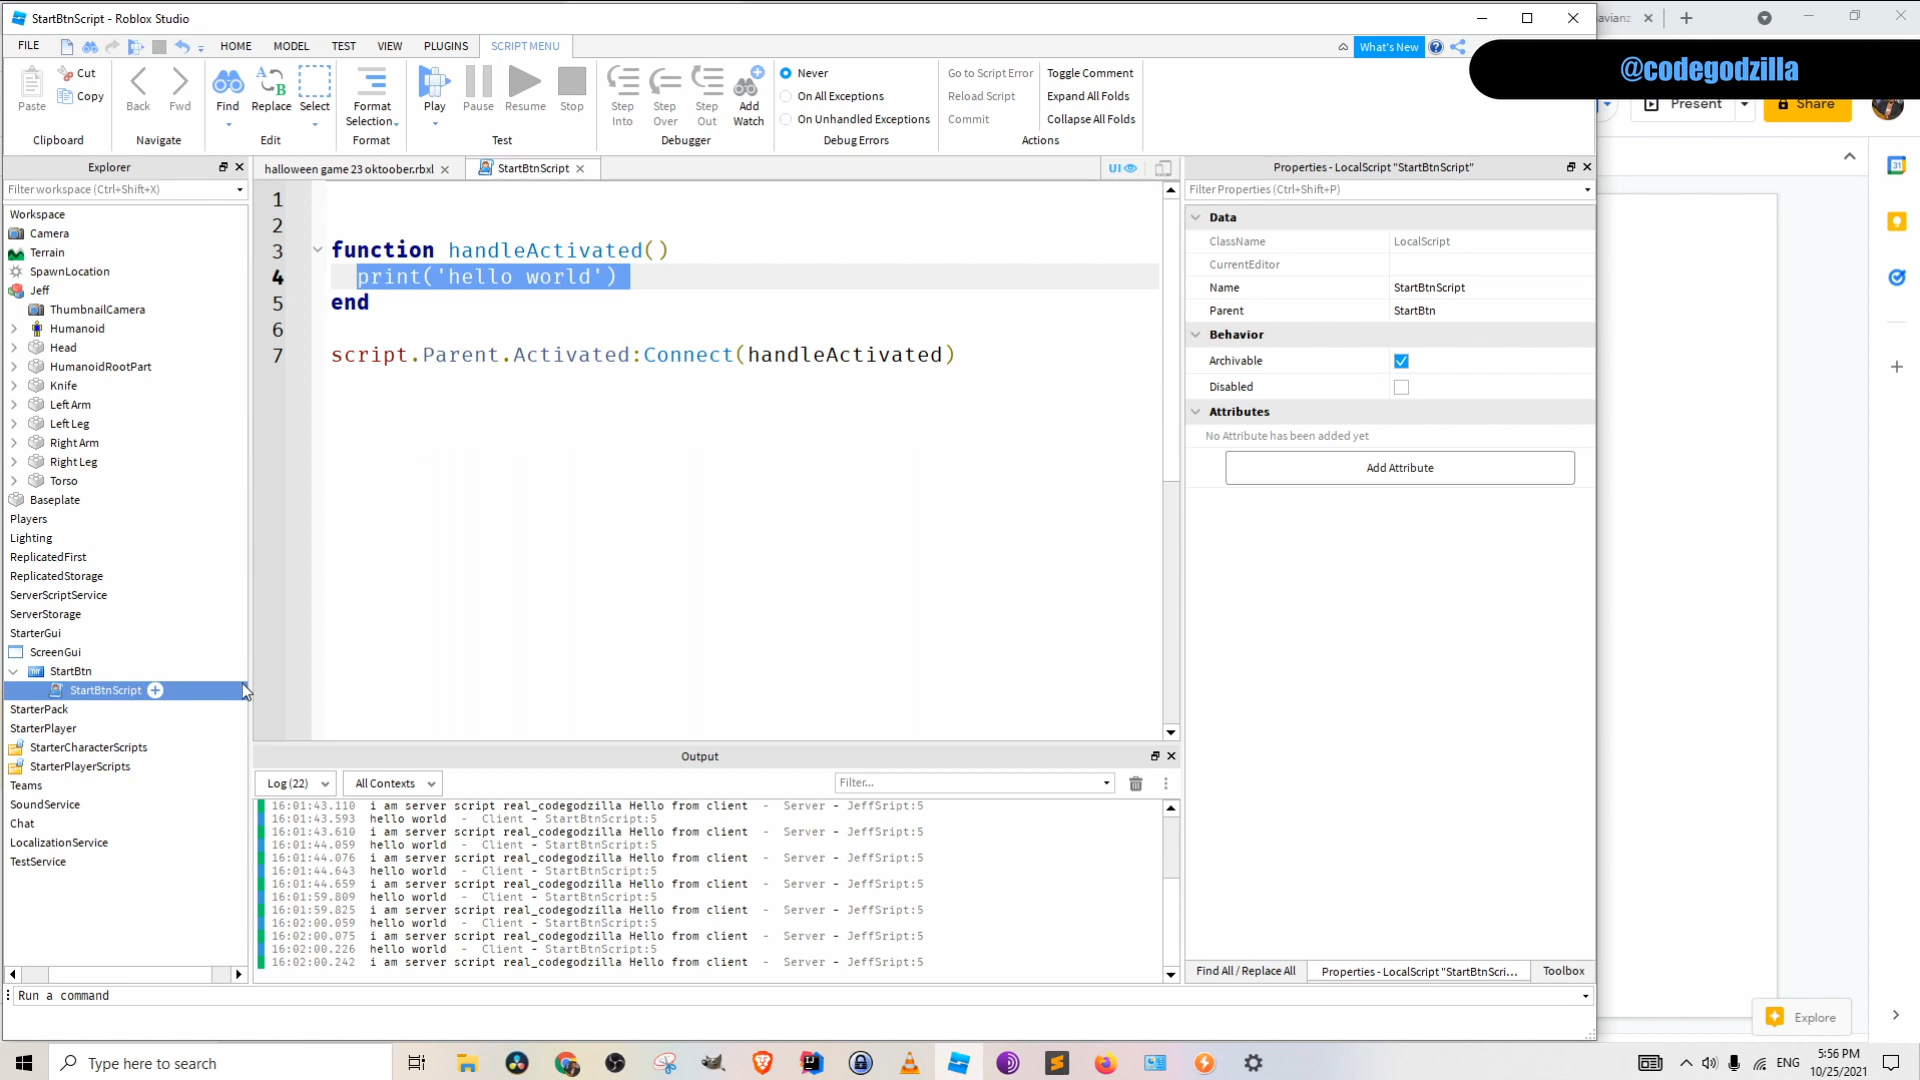 StartBtnScript - Roblox Studio
@codegodzilla
FILE HOME MODEL TEST VIEW PLUGINS SCRIPT MENU What's New
Paste Cut Copy Clipboard
Back Fwd Navigate
Find Replace Select Edit
Format Selection Format
Play Pause Resume Stop Test
Step Into Step Over Step Out Add Watch Debugger
Never
On All Exceptions
On Unhandled Exceptions
Debug Errors
Go to Script Error Toggle Comment
Reload Script Expand All Folds
Commit Collapse All Folds
Actions
Present Share
Explorer
Filter workspace (Ctrl+Shift+X)
Workspace
Camera
Terrain
SpawnLocation
Jeff
ThumbnailCamera
Humanoid
Head
HumanoidRootPart
Knife
Left Arm
Left Leg
Right Arm
Right Leg
Torso
Baseplate
Players
Lighting
ReplicatedFirst
ReplicatedStorage
ServerScriptService
ServerStorage
StarterGui
ScreenGui
StartBtn
StartBtnScript
StarterPack
StarterPlayer
StarterCharacterScripts
StarterPlayerScripts
Teams
SoundService
Chat
LocalizationService
TestService
halloween game 23 oktoober.rbxl StartBtnScript UI
1
2
3 function handleActivated()
4 print('hello world')
5 end
6
7 script.Parent.Activated:Connect(handleActivated)
Output
Log (22) All Contexts Filter...
16:01:43.110 i am server script real_codegodzilla Hello from client - Server - JeffSript:5
16:01:43.593 hello world - Client - StartBtnScript:5
16:01:43.610 i am server script real_codegodzilla Hello from client - Server - JeffSript:5
16:01:44.059 hello world - Client - StartBtnScript:5
16:01:44.076 i am server script real_codegodzilla Hello from client - Server - JeffSript:5
16:01:44.643 hello world - Client - StartBtnScript:5
16:01:44.659 i am server script real_codegodzilla Hello from client - Server - JeffSript:5
16:01:59.809 hello world - Client - StartBtnScript:5
16:01:59.825 i am server script real_codegodzilla Hello from client - Server - JeffSript:5
16:02:00.059 hello world - Client - StartBtnScript:5
16:02:00.075 i am server script real_codegodzilla Hello from client - Server - JeffSript:5
16:02:00.226 hello world - Client - StartBtnScript:5
16:02:00.242 i am server script real_codegodzilla Hello from client - Server - JeffSript:5
Properties - LocalScript "StartBtnScript"
Filter Properties (Ctrl+Shift+P)
Data
ClassName LocalScript
CurrentEditor
Name StartBtnScript
Parent StartBtn
Behavior
Archivable
Disabled
Attributes
No Attribute has been added yet
Add Attribute
Find All / Replace All Properties - LocalScript "StartBtnScri... Toolbox
Run a command
Explore
Type here to search
ENG
5:56 PM
10/25/2021